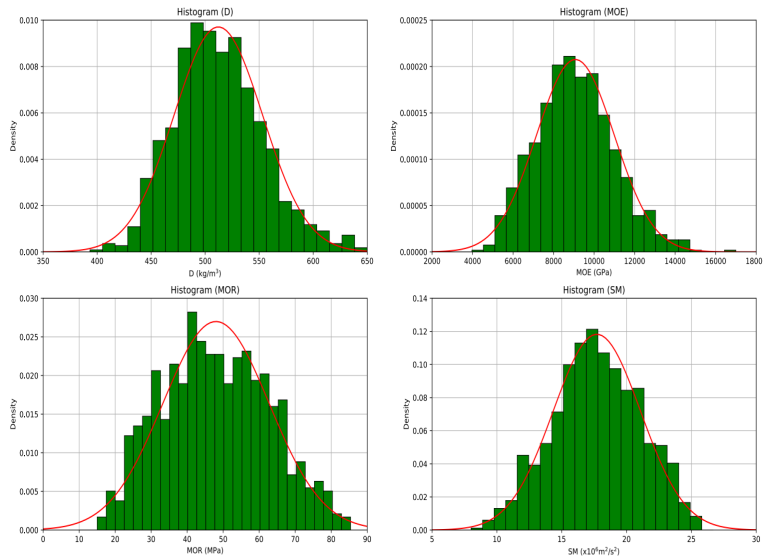 Histogram (D)
0.010
0.008
0.006
0.004
0.002
0.000
Density
350 400 450 500 550 600 650
D (kg/m³)
Histogram (MOE)
0.00025
0.00020
0.00015
0.00010
0.00005
0.00000
Density
2000 4000 6000 8000 10000 12000 14000 16000 18000
MOE (GPa)
Histogram (MOR)
0.030
0.025
0.020
0.015
0.010
0.005
0.000
Density
0 10 20 30 40 50 60 70 80 90
MOR (MPa)
Histogram (SM)
0.14
0.12
0.10
0.08
0.06
0.04
0.02
0.00
Density
5 10 15 20 25 30
SM (x10⁶m²/s²)